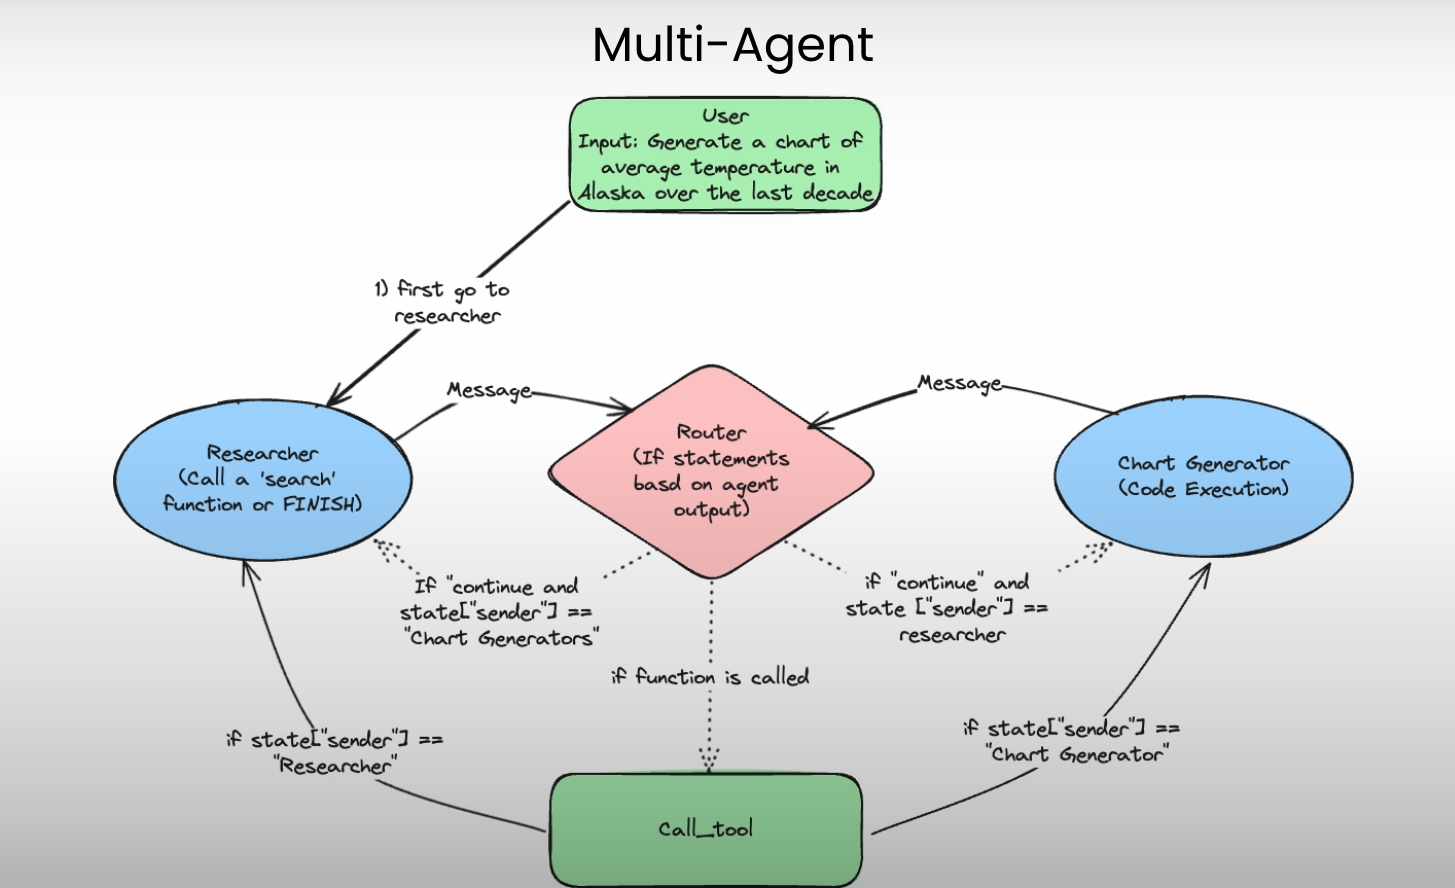 Multi-Agent
User
Input: Generate a chart of
average temperature in
Alaska over the last decade
1) first go to
researcher
Message
Message
Researcher
(Call a 'search'
function or FINISH)
Router
(If statements
basd on agent
output)
Chart Generator
(Code Execution)
If "continue and
state["sender"] ==
"Chart Generators"
if "continue" and
state ["sender"] ==
researcher
if function is called
if state["sender"] ==
"Researcher"
if state["sender"] ==
"Chart Generator"
Call_tool